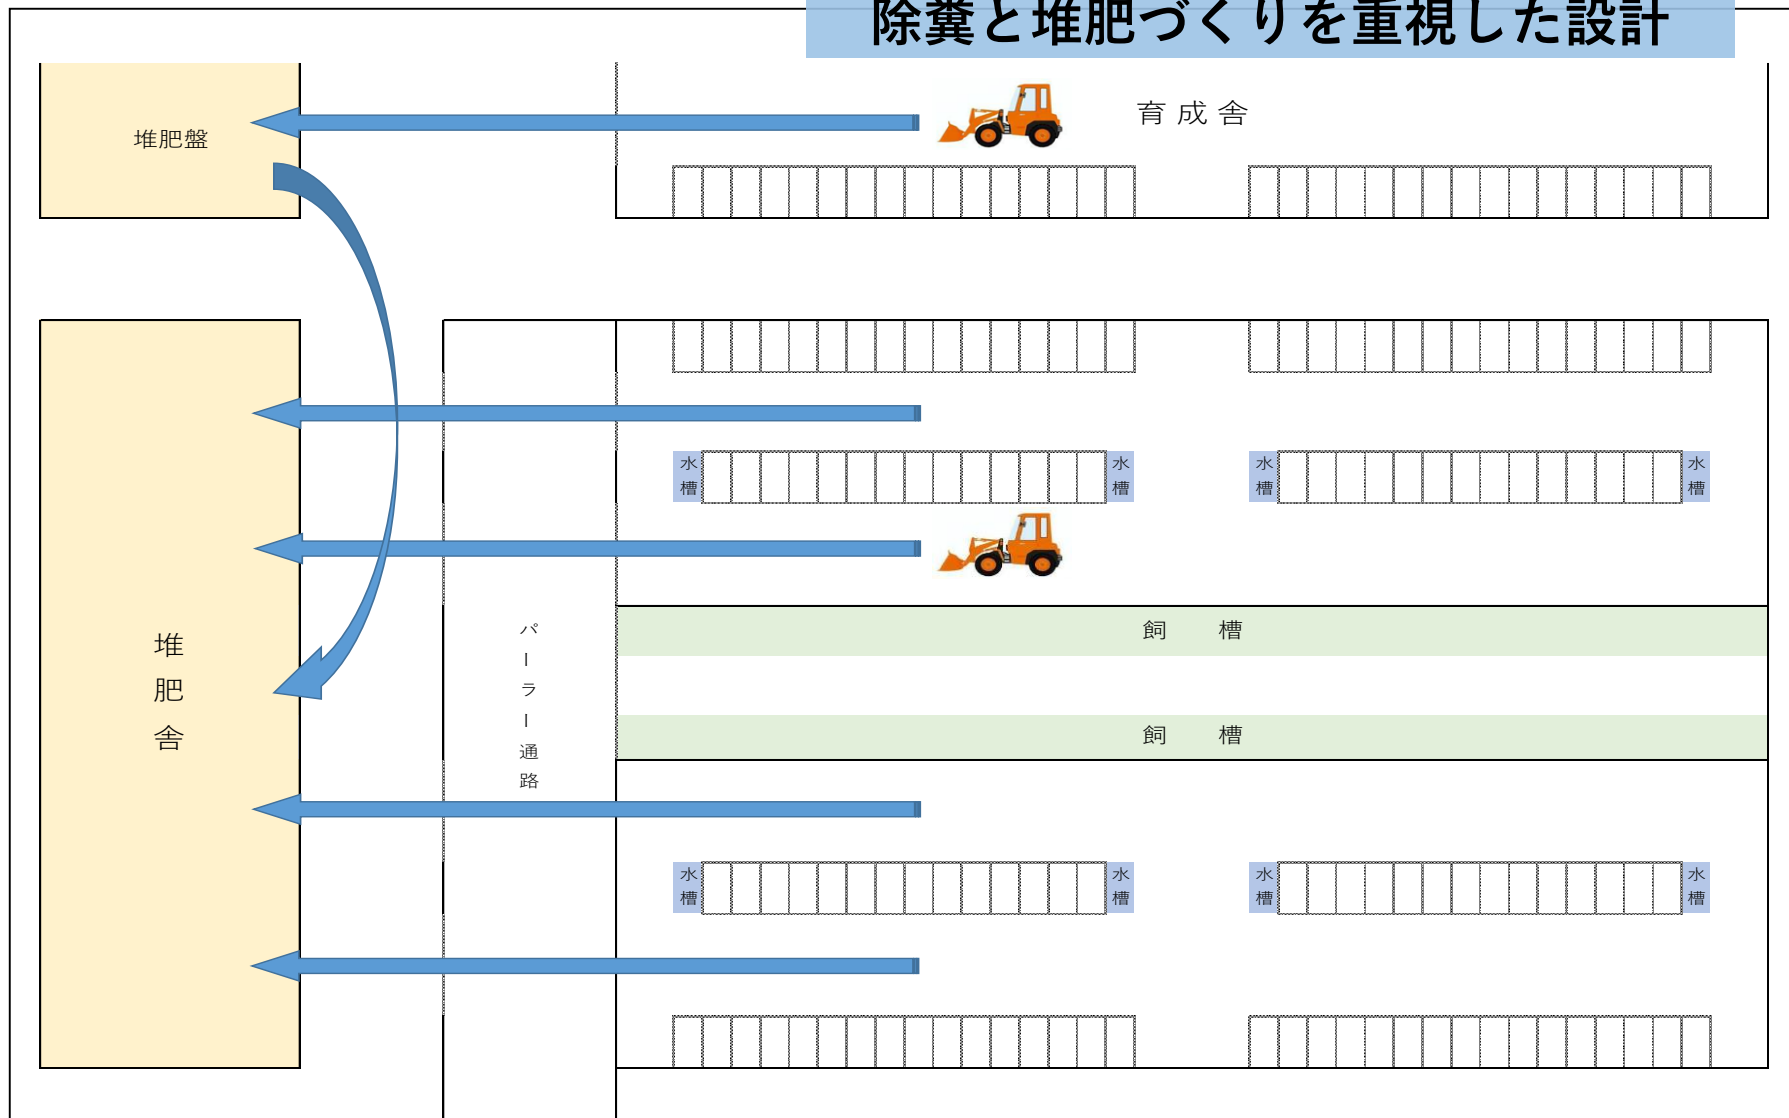 除糞と堆肥づくりを重視した設計
堆肥盤
育成舎
水槽
水槽
水槽
水槽
飼槽
飼槽
パーラー通路
堆肥舎
水槽
水槽
水槽
水槽